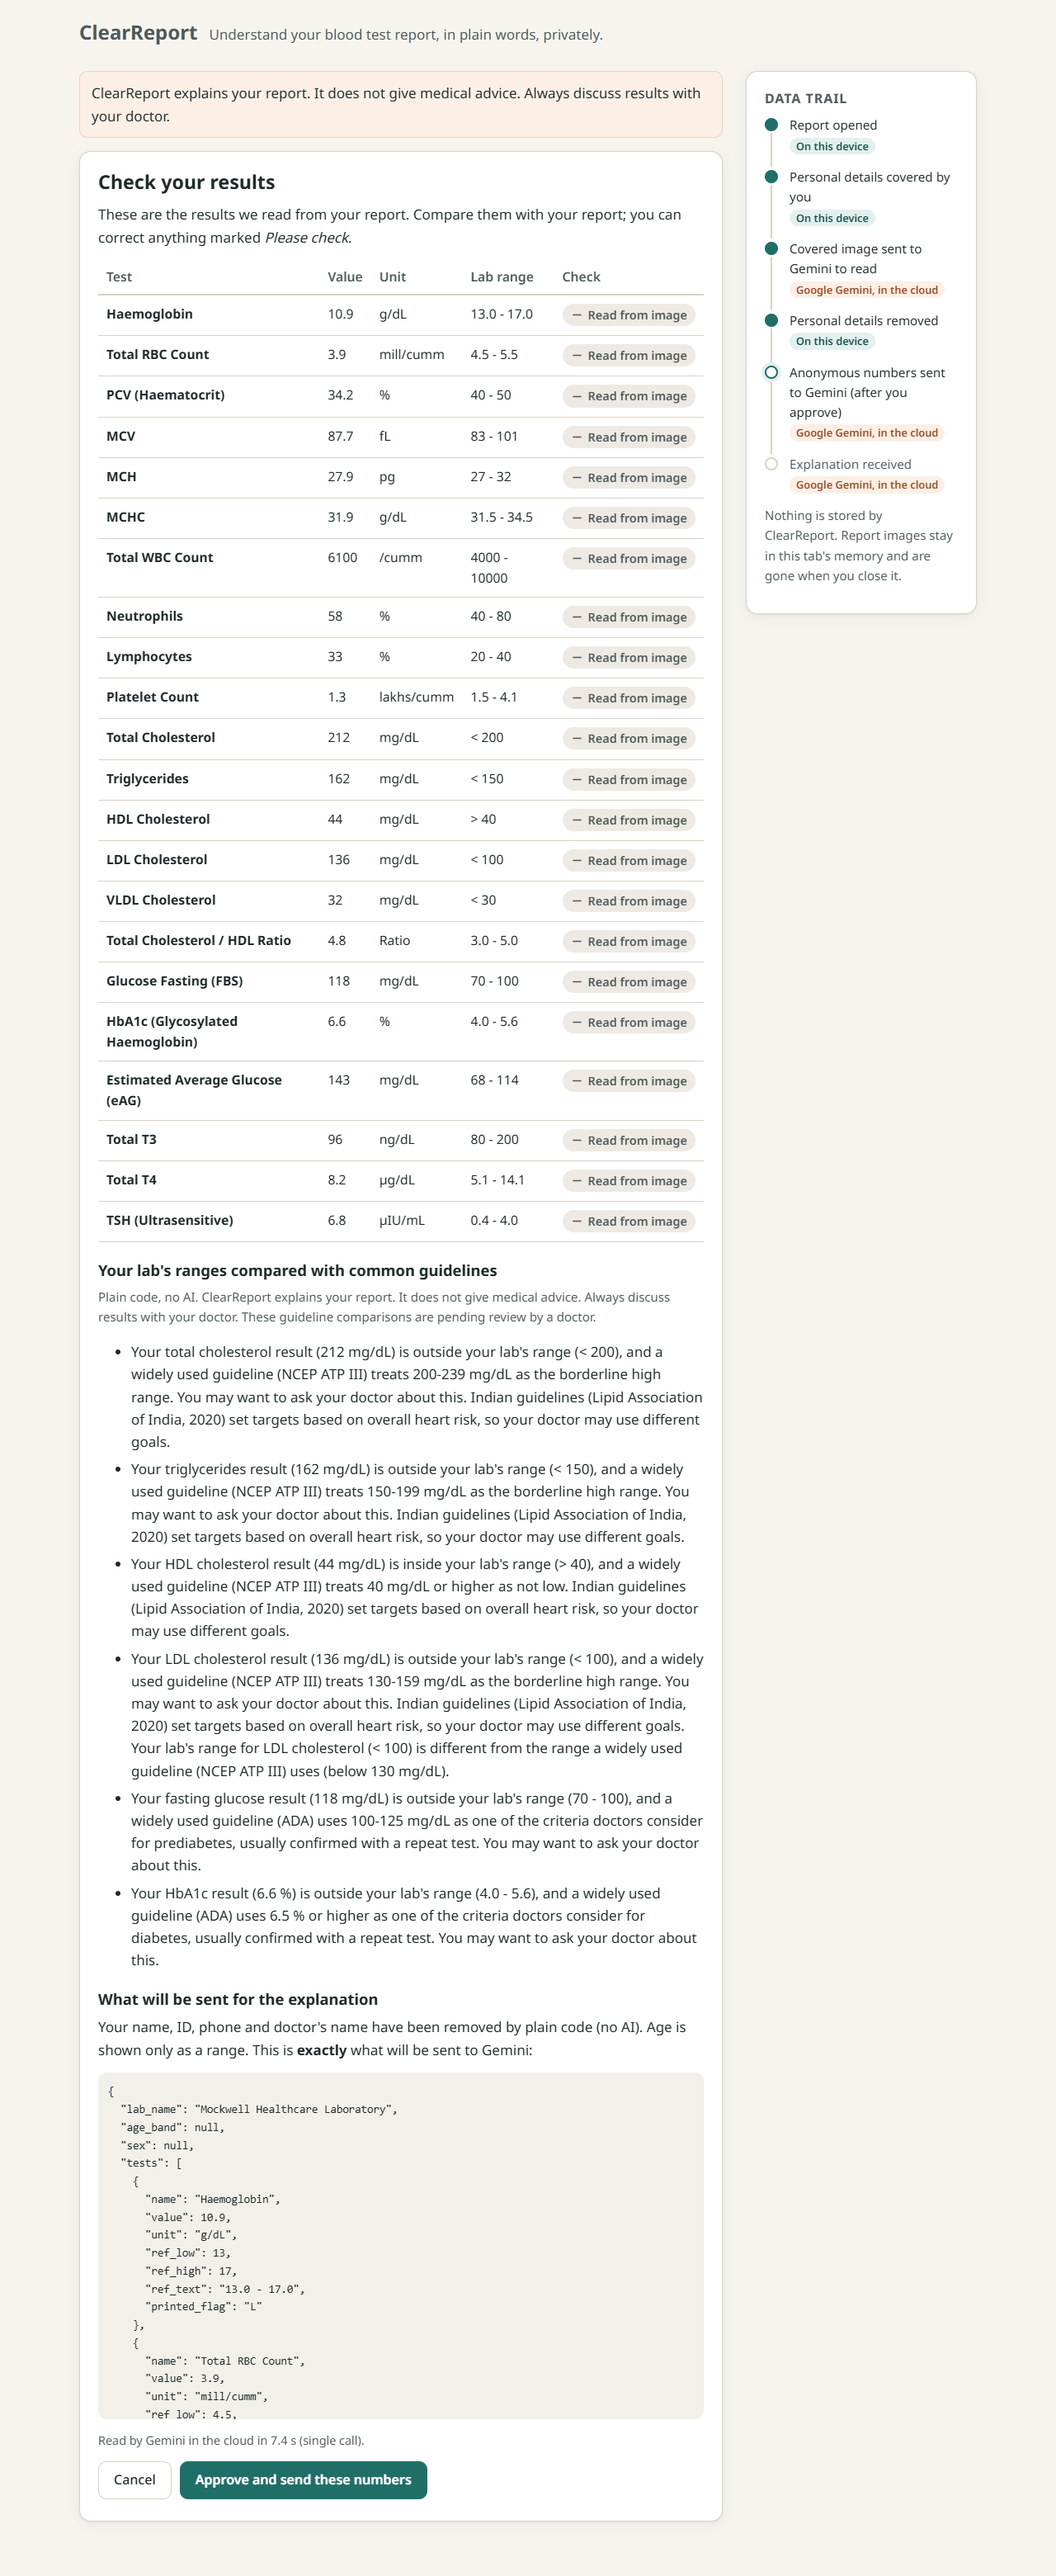 ClearReport Understand your blood test report, in plain words, privately.
ClearReport explains your report. It does not give medical advice. Always discuss results with
your doctor.
Check your results
These are the results we read from your report. Compare them with your report; you can
correct anything marked Please check.
Test Value Unit Lab range Check
Haemoglobin 10.9 g/dL 13.0 - 17.0 — Read from image
Total RBC Count 3.9 mill/cumm 4.5 - 5.5 — Read from image
PCV (Haematocrit) 34.2 % 40 - 50 — Read from image
MCV 87.7 fL 83 - 101 — Read from image
MCH 27.9 pg 27 - 32 — Read from image
MCHC 31.9 g/dL 31.5 - 34.5 — Read from image
Total WBC Count 6100 /cumm 4000 - — Read from image
10000
Neutrophils 58 % 40 - 80 — Read from image
Lymphocytes 33 % 20 - 40 — Read from image
Platelet Count 1.3 lakhs/cumm 1.5 - 4.1 — Read from image
Total Cholesterol 212 mg/dL < 200 — Read from image
Triglycerides 162 mg/dL < 150 — Read from image
HDL Cholesterol 44 mg/dL > 40 — Read from image
LDL Cholesterol 136 mg/dL < 100 — Read from image
VLDL Cholesterol 32 mg/dL < 30 — Read from image
Total Cholesterol / HDL Ratio 4.8 Ratio 3.0 - 5.0 — Read from image
Glucose Fasting (FBS) 118 mg/dL 70 - 100 — Read from image
HbA1c (Glycosylated 6.6 % 4.0 - 5.6 — Read from image
Haemoglobin)
Estimated Average Glucose 143 mg/dL 68 - 114 — Read from image
(eAG)
Total T3 96 ng/dL 80 - 200 — Read from image
Total T4 8.2 µg/dL 5.1 - 14.1 — Read from image
TSH (Ultrasensitive) 6.8 µIU/mL 0.4 - 4.0 — Read from image
Your lab's ranges compared with common guidelines
Plain code, no AI. ClearReport explains your report. It does not give medical advice. Always discuss
results with your doctor. These guideline comparisons are pending review by a doctor.
• Your total cholesterol result (212 mg/dL) is outside your lab's range (< 200), and a
widely used guideline (NCEP ATP III) treats 200-239 mg/dL as the borderline high
range. You may want to ask your doctor about this. Indian guidelines (Lipid Association
of India, 2020) set targets based on overall heart risk, so your doctor may use different
goals.
• Your triglycerides result (162 mg/dL) is outside your lab's range (< 150), and a widely
used guideline (NCEP ATP III) treats 150-199 mg/dL as the borderline high range. You
may want to ask your doctor about this. Indian guidelines (Lipid Association of India,
2020) set targets based on overall heart risk, so your doctor may use different goals.
• Your HDL cholesterol result (44 mg/dL) is inside your lab's range (> 40), and a widely
used guideline (NCEP ATP III) treats 40 mg/dL or higher as not low. Indian guidelines
(Lipid Association of India, 2020) set targets based on overall heart risk, so your doctor
may use different goals.
• Your LDL cholesterol result (136 mg/dL) is outside your lab's range (< 100), and a widely
used guideline (NCEP ATP III) treats 130-159 mg/dL as the borderline high range. You
may want to ask your doctor about this. Indian guidelines (Lipid Association of India,
2020) set targets based on overall heart risk, so your doctor may use different goals.
Your lab's range for LDL cholesterol (< 100) is different from the range a widely used
guideline (NCEP ATP III) uses (below 130 mg/dL).
• Your fasting glucose result (118 mg/dL) is outside your lab's range (70 - 100), and a
widely used guideline (ADA) uses 100-125 mg/dL as one of the criteria doctors consider
for prediabetes, usually confirmed with a repeat test. You may want to ask your doctor
about this.
• Your HbA1c result (6.6 %) is outside your lab's range (4.0 - 5.6), and a widely used
guideline (ADA) uses 6.5 % or higher as one of the criteria doctors consider for
diabetes, usually confirmed with a repeat test. You may want to ask your doctor about
this.
What will be sent for the explanation
Your name, ID, phone and doctor's name have been removed by plain code (no AI). Age is
shown only as a range. This is exactly what will be sent to Gemini:
{
"lab_name": "Mockwell Healthcare Laboratory",
"age_band": null,
"sex": null,
"tests": [
{
"name": "Haemoglobin",
"value": 10.9,
"unit": "g/dL",
"ref_low": 13,
"ref_high": 17,
"ref_text": "13.0 - 17.0",
"printed_flag": "L"
},
{
"name": "Total RBC Count",
"value": 3.9,
"unit": "mill/cumm",
"ref_low": 4.5,
Read by Gemini in the cloud in 7.4 s (single call).
Cancel Approve and send these numbers
DATA TRAIL
Report opened
On this device
Personal details covered by
you
On this device
Covered image sent to
Gemini to read
Google Gemini, in the cloud
Personal details removed
On this device
Anonymous numbers sent
to Gemini (after you
approve)
Google Gemini, in the cloud
Explanation received
Google Gemini, in the cloud
Nothing is stored by
ClearReport. Report images stay
in this tab's memory and are
gone when you close it.